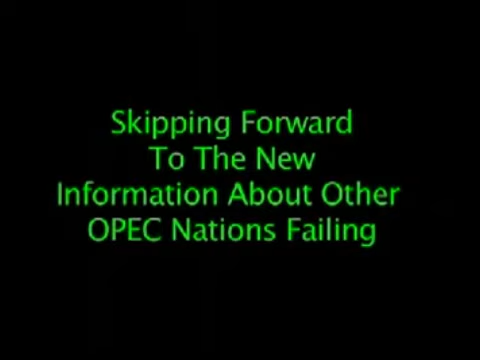 Skipping Forward
To The New
Information About Other
OPEC Nations Failing